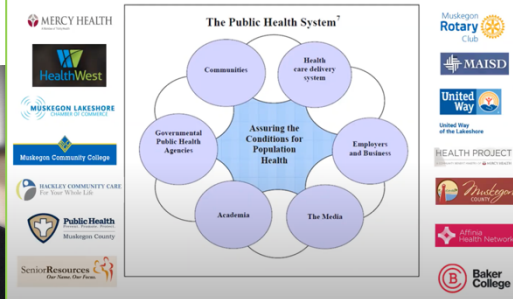 MERCY HEALTH
HealthWest
MUSKEGON LAKESHORE
CHAMBER OF COMMERCE
Muskegon Community College
HACKLEY COMMUNITY CARE
For Your Whole Life
Public Health
Muskegon County
SeniorResources
Our Name, Our Focus.
The Public Health System7
Communities
Health
care delivery
system
Governmental
Public Health
Agencies
Assuring the
Conditions for
Population
Health
Employers
and Business
Academia
The Media
Muskegon
Rotary
Club
MAISD
United
Way
United Way
of the Lakeshore
HEALTH PROJECT
Muskegon
COUNTY
Affinia
Health Network
Baker
College